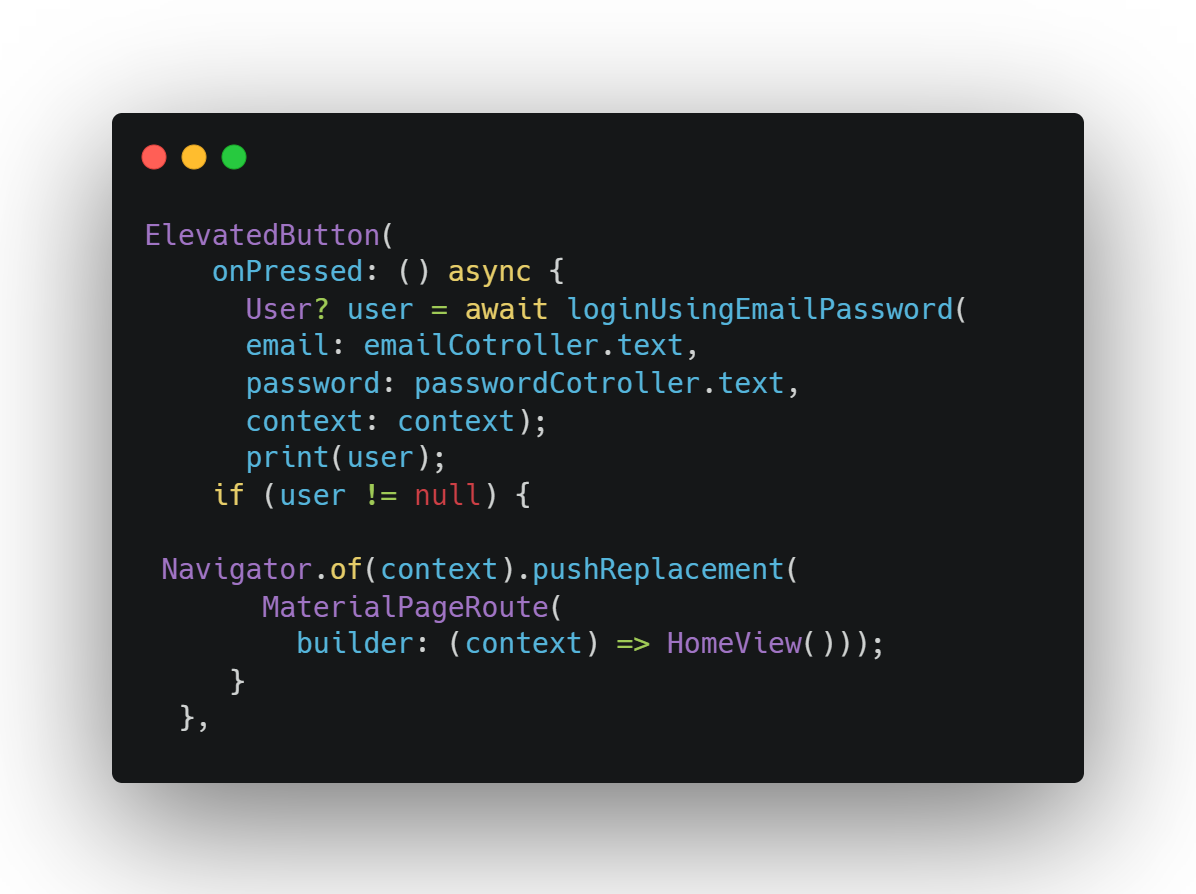 ElevatedButton(
    onPressed: () async {
      User? user = await loginUsingEmailPassword(
      email: emailCotroller.text,
      password: passwordCotroller.text,
      context: context);
      print(user);
    if (user != null) {
 Navigator.of(context).pushReplacement(
       MaterialPageRoute(
         builder: (context) => HomeView()));
     }
  },